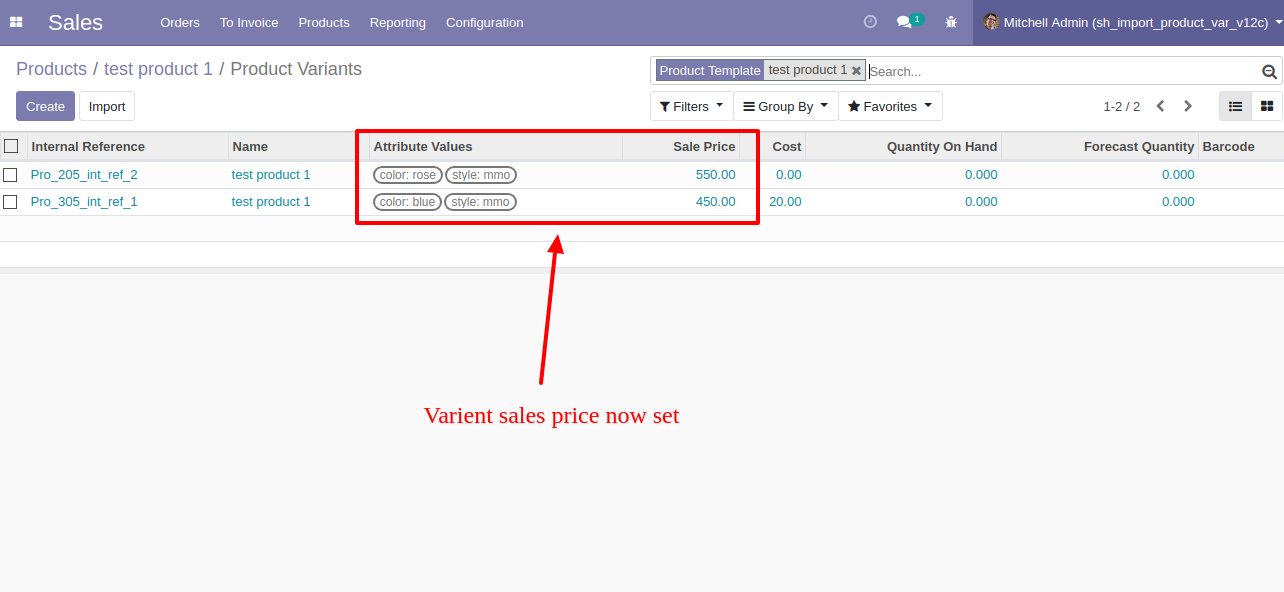 Sales Orders To Invoice Products Reporting Configuration 1 Mitchell Admin (sh_import_product_var_v12c)
Products / test product 1 / Product Variants
Product Template test product 1 Search...
Create Import Filters Group By Favorites 1-2 / 2
Internal Reference Name Attribute Values Sale Price Cost Quantity On Hand Forecast Quantity Barcode
Pro_205_int_ref_2 test product 1 color: rose style: mmo 550.00 0.00 0.000 0.000
Pro_305_int_ref_1 test product 1 color: blue style: mmo 450.00 20.00 0.000 0.000
Varient sales price now set